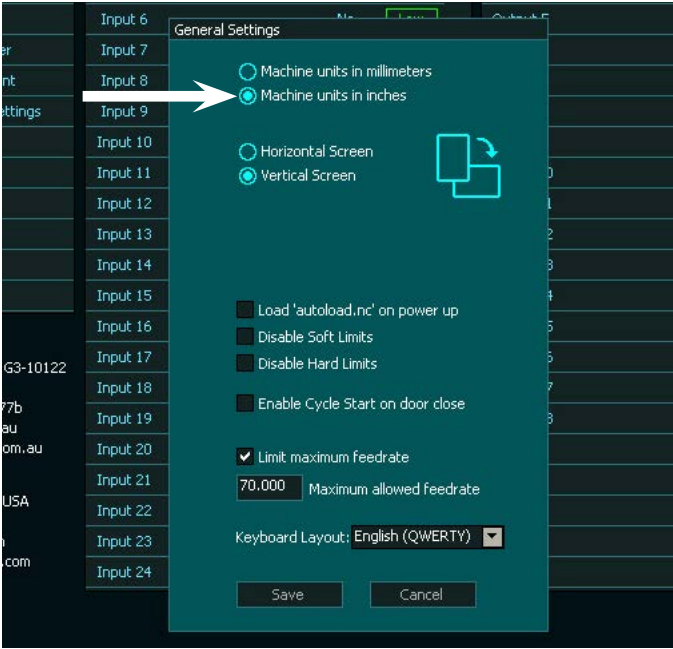 Input 6
No
Low
Output 5
General Settings
er
Input 7
Machine units in millimeters
nt
Input 8
Machine units in inches
ettings
Input 9
Input 10
Horizontal Screen
Input 11
Vertical Screen
Input 12
Input 13
Input 14
Input 15
Load 'autoload.nc' on power up
Input 16
Disable Soft Limits
G3-10122
Input 17
Disable Hard Limits
Input 18
77b
Enable Cycle Start on door close
Input 19
au
om.au
Input 20
Limit maximum feedrate
Input 21
70.000 Maximum allowed feedrate
USA
Input 22
Input 23
Keyboard Layout: English (QWERTY)
.com
Input 24
Save
Cancel